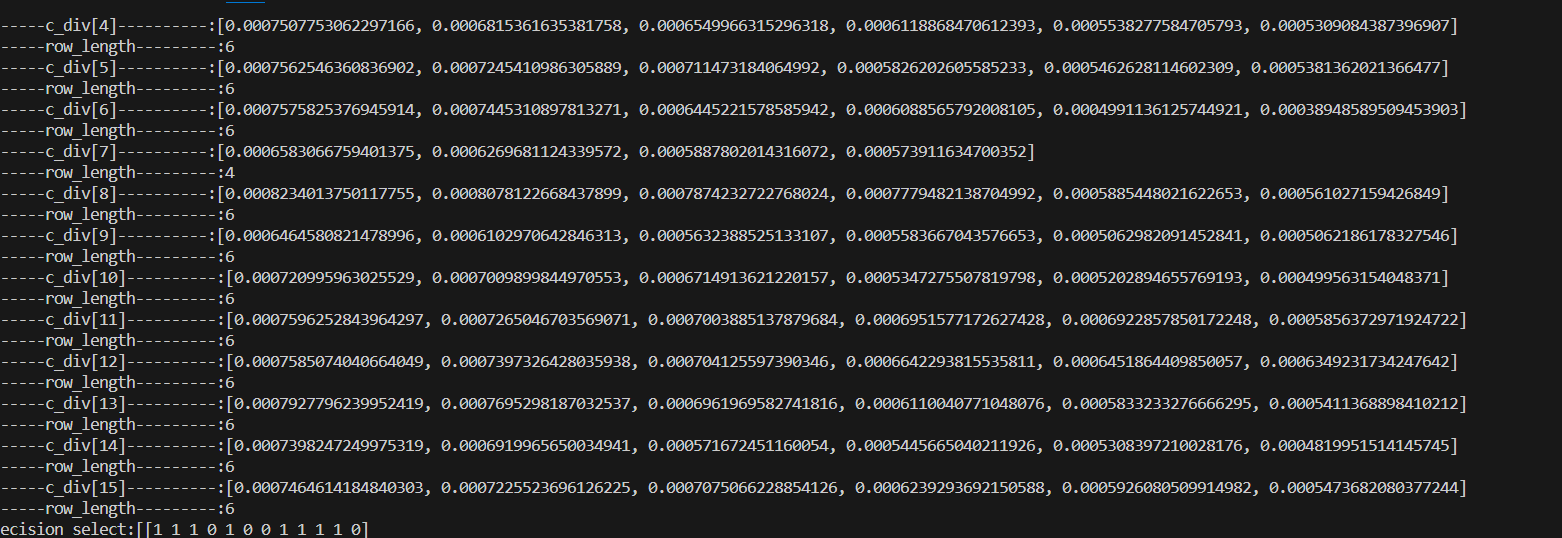 -----c_div[4]----------:[0.0007507753062297166, 0.0006815361635381758, 0.0006549966315296318, 0.0006118868470612393, 0.0005538277584705793, 0.0005309084387396907]
-----row_length---------:6
-----c_div[5]----------:[0.0007562546360836902, 0.0007245410986305889, 0.000711473184064992, 0.0005826202605585233, 0.0005462628114602309, 0.0005381362021366477]
-----row_length---------:6
-----c_div[6]----------:[0.0007575825376945914, 0.0007445310897813271, 0.0006445221578585942, 0.0006088565792008105, 0.0004991136125744921, 0.00038948589509453903]
-----row_length---------:6
-----c_div[7]----------:[0.0006583066759401375, 0.0006269681124339572, 0.0005887802014316072, 0.000573911634700352]
-----row_length---------:4
-----c_div[8]----------:[0.0008234013750117755, 0.0008078122668437899, 0.0007874232722768024, 0.0007779482138704992, 0.0005885448021622653, 0.000561027159426849]
-----row_length---------:6
-----c_div[9]----------:[0.0006464580821478996, 0.0006102970642846313, 0.0005632388525133107, 0.0005583667043576653, 0.0005062982091452841, 0.0005062186178327546]
-----row_length---------:6
-----c_div[10]----------:[0.000720995963025529, 0.0007009899844970553, 0.0006714913621220157, 0.0005347275507819798, 0.0005202894655769193, 0.000499563154048371]
-----row_length---------:6
-----c_div[11]----------:[0.0007596252843964297, 0.0007265046703569071, 0.0007003885137879684, 0.0006951577172627428, 0.0006922857850172248, 0.0005856372971924722]
-----row_length---------:6
-----c_div[12]----------:[0.0007585074040664049, 0.0007397326428035938, 0.000704125597390346, 0.0006642293815535811, 0.0006451864409850057, 0.0006349231734247642]
-----row_length---------:6
-----c_div[13]----------:[0.0007927796239952419, 0.0007695298187032537, 0.0006961969582741816, 0.0006110040771048076, 0.0005833233276666295, 0.0005411368898410212]
-----row_length---------:6
-----c_div[14]----------:[0.0007398247249975319, 0.0006919965650034941, 0.000571672451160054, 0.0005445665040211926, 0.0005308397210028176, 0.0004819951514145745]
-----row_length---------:6
-----c_div[15]----------:[0.0007464614184840303, 0.0007225523696126225, 0.0007075066228854126, 0.0006239293692150588, 0.0005926080509914982, 0.0005473682080377244]
-----row_length---------:6
ecision select:[[1 1 1 0 1 0 0 1 1 1 1 0]